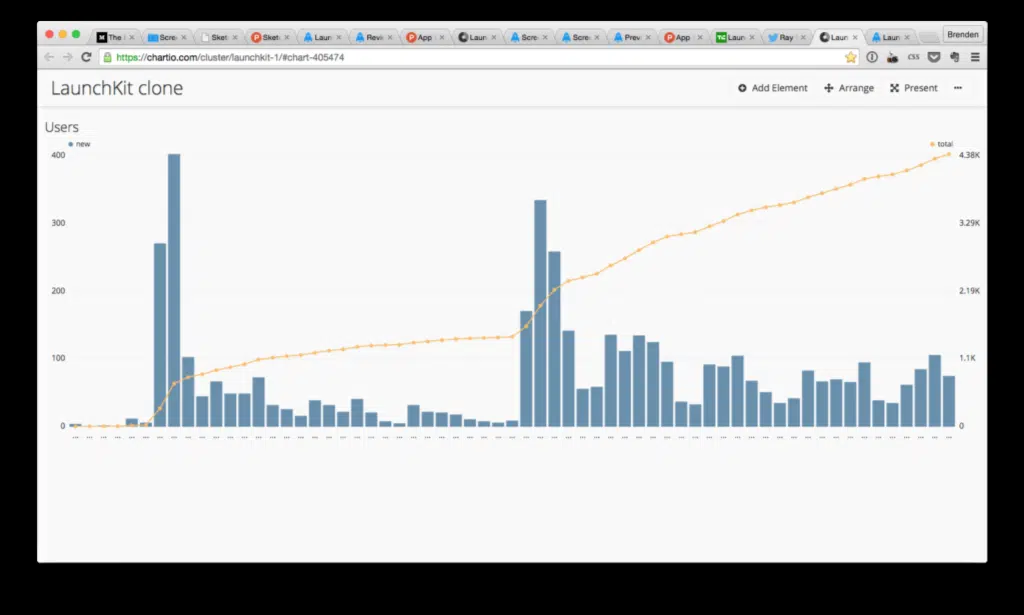 The
Scre
Sket
Sket
Laun
Revie
App
Laun
Scre
Scre
Prev
App
Laun
Ray
Laun
Laun
Brenden
https://chartio.com/cluster/launchkit-1/#chart-405474
CSS
LaunchKit clone
Add Element
Arrange
Present
Users
new
total
400
4.38K
300
3.29K
200
2.19K
100
1.1K
0
0